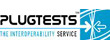 PLUGTESTS
THE INTEROPERABILITY SERVICE